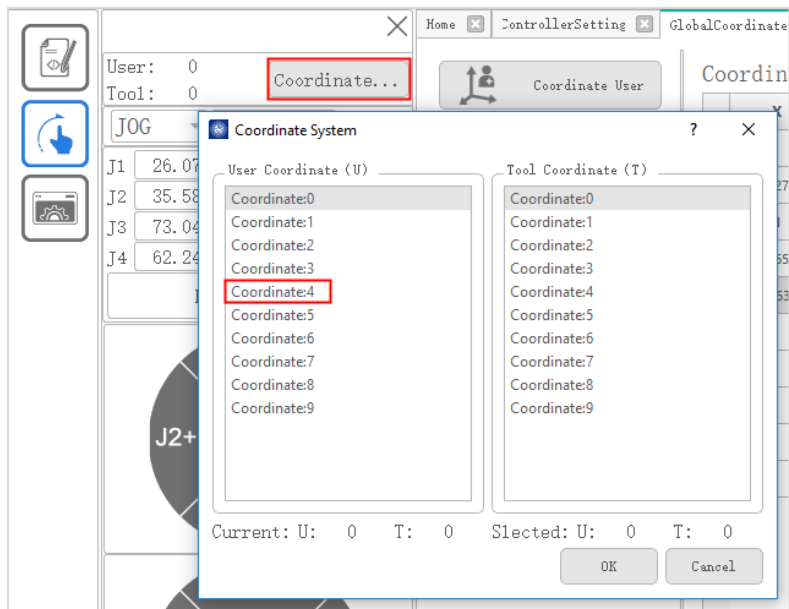 Home
ControllerSetting
GlobalCoordinate
User: 0
Tool: 0
Coordinate...
Coordinate User
Coordin
X
JOG
J1 26.07
J2 35.58
J3 73.04
J4 62.24
J2+
Coordinate System
?
User Coordinate (U)
Coordinate:0
Coordinate:1
Coordinate:2
Coordinate:3
Coordinate:4
Coordinate:5
Coordinate:6
Coordinate:7
Coordinate:8
Coordinate:9
Tool Coordinate (T)
Coordinate:0
Coordinate:1
Coordinate:2
Coordinate:3
Coordinate:4
Coordinate:5
Coordinate:6
Coordinate:7
Coordinate:8
Coordinate:9
Current: U: 0 T: 0
Slected: U: 0 T: 0
OK
Cancel